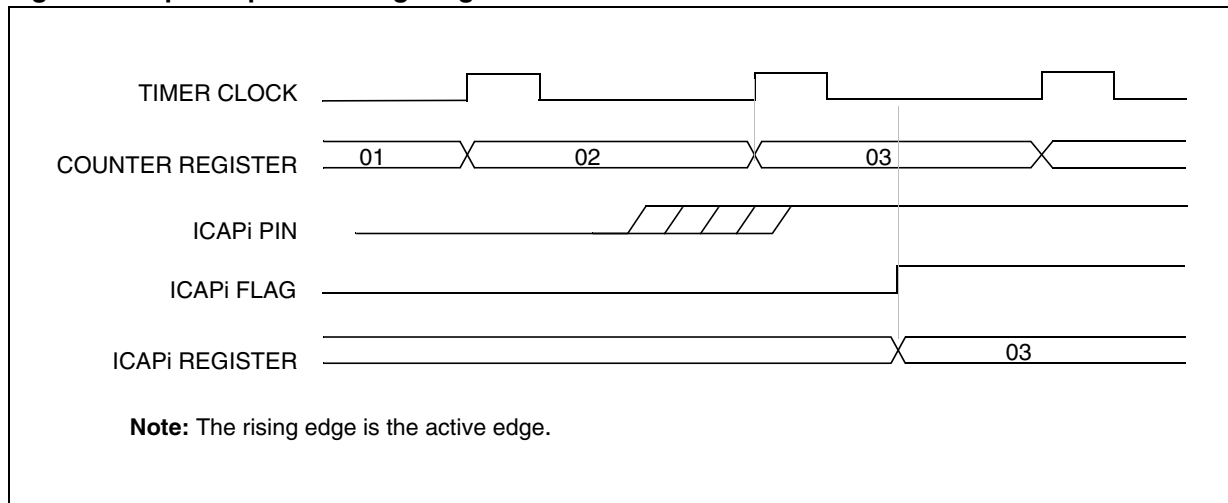 TIMER CLOCK
COUNTER REGISTER 01 02 03
ICAPi PIN
ICAPi FLAG
ICAPi REGISTER 03
Note: The rising edge is the active edge.